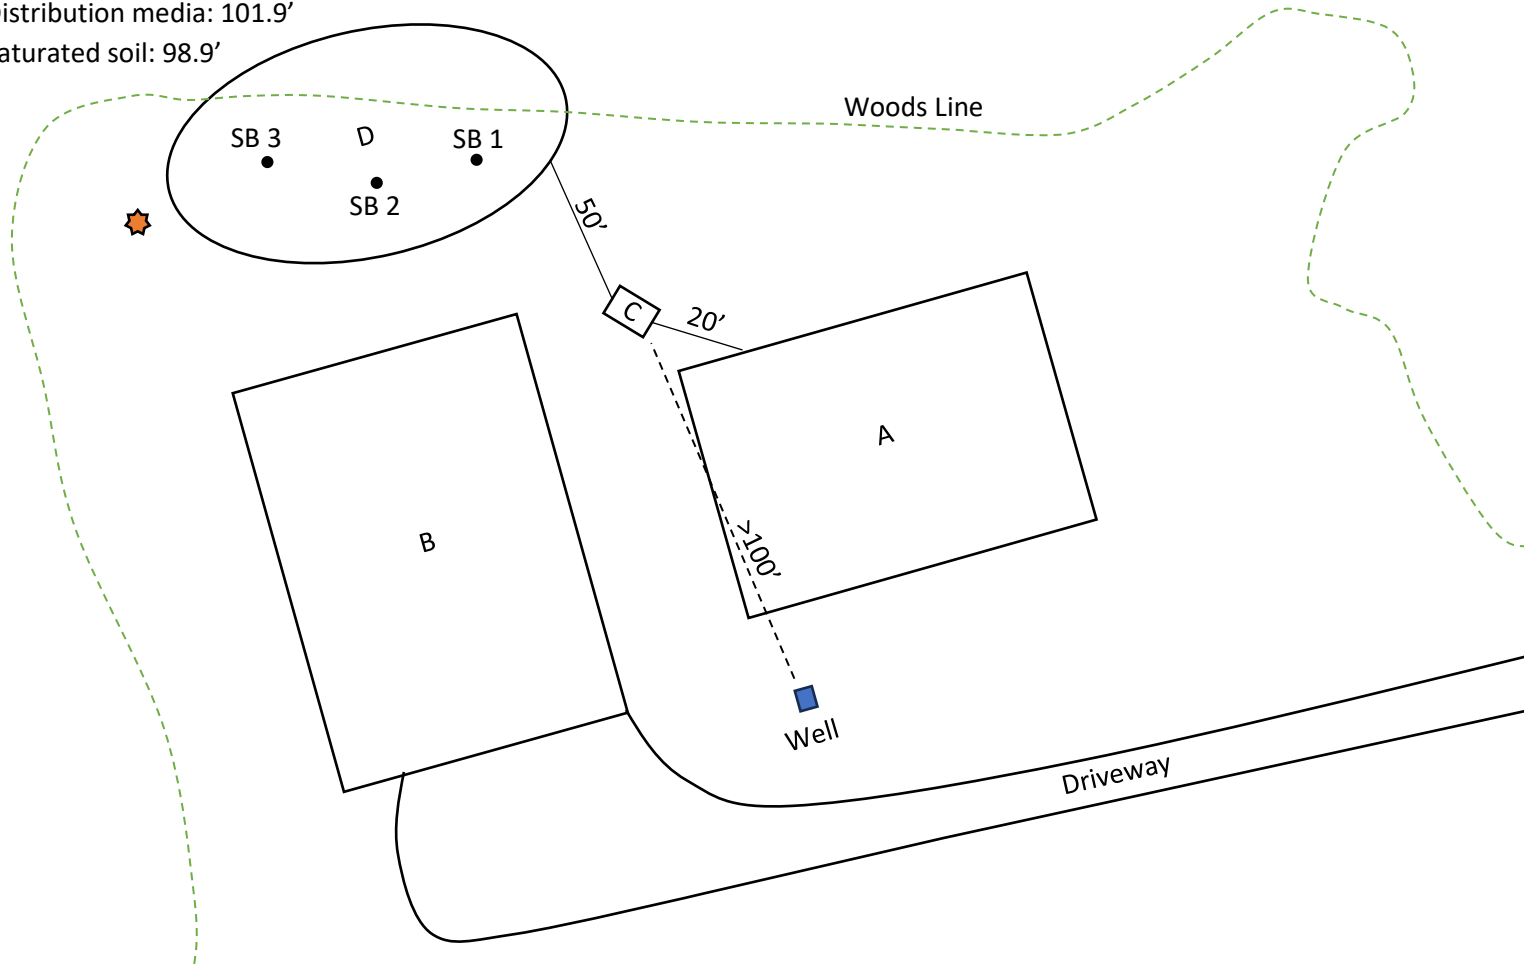 istribution media: 101.9’
aturated soil: 98.9’
Woods Line
SB 3
D
SB 1
SB 2
50’
C
20’
A
B
>100’
Well
Driveway